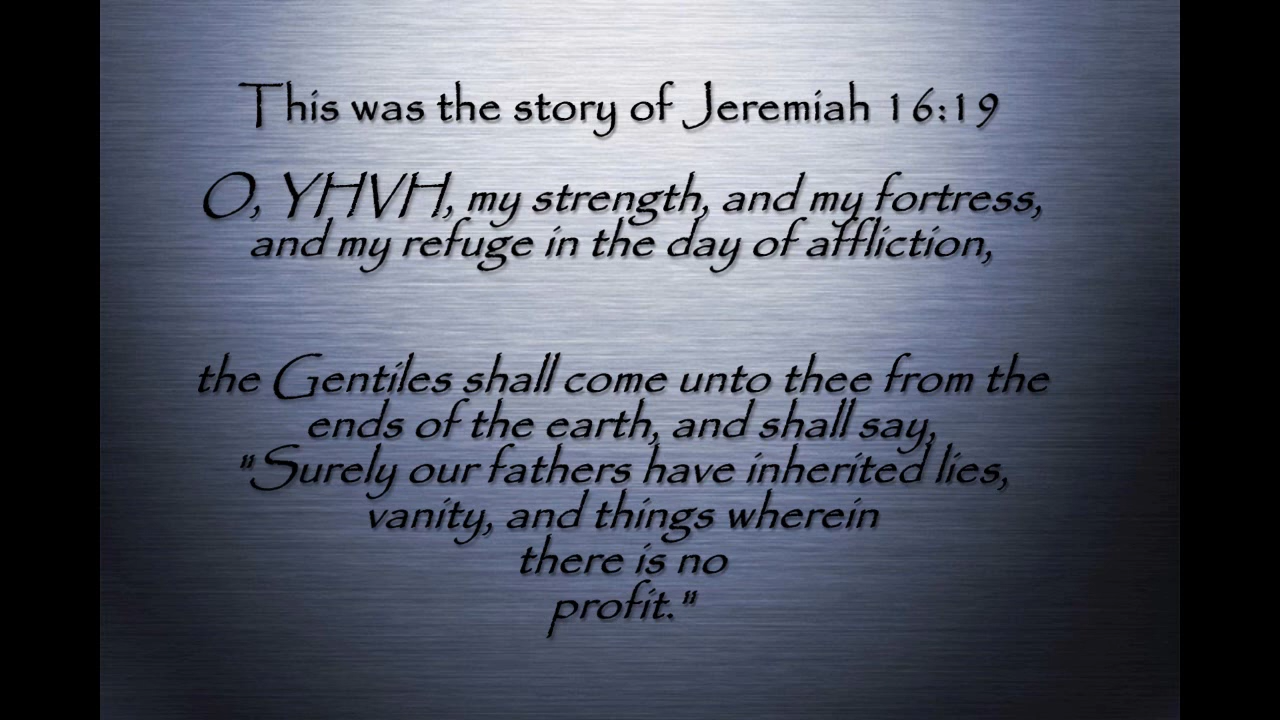 This was the story of Jeremiah 16:19
O, YHVH, my strength, and my fortress,
and my refuge in the day of affliction,
the Gentiles shall come unto thee from the
ends of the earth, and shall say,
"Surely our fathers have inherited lies,
vanity, and things wherein
there is no
profit."